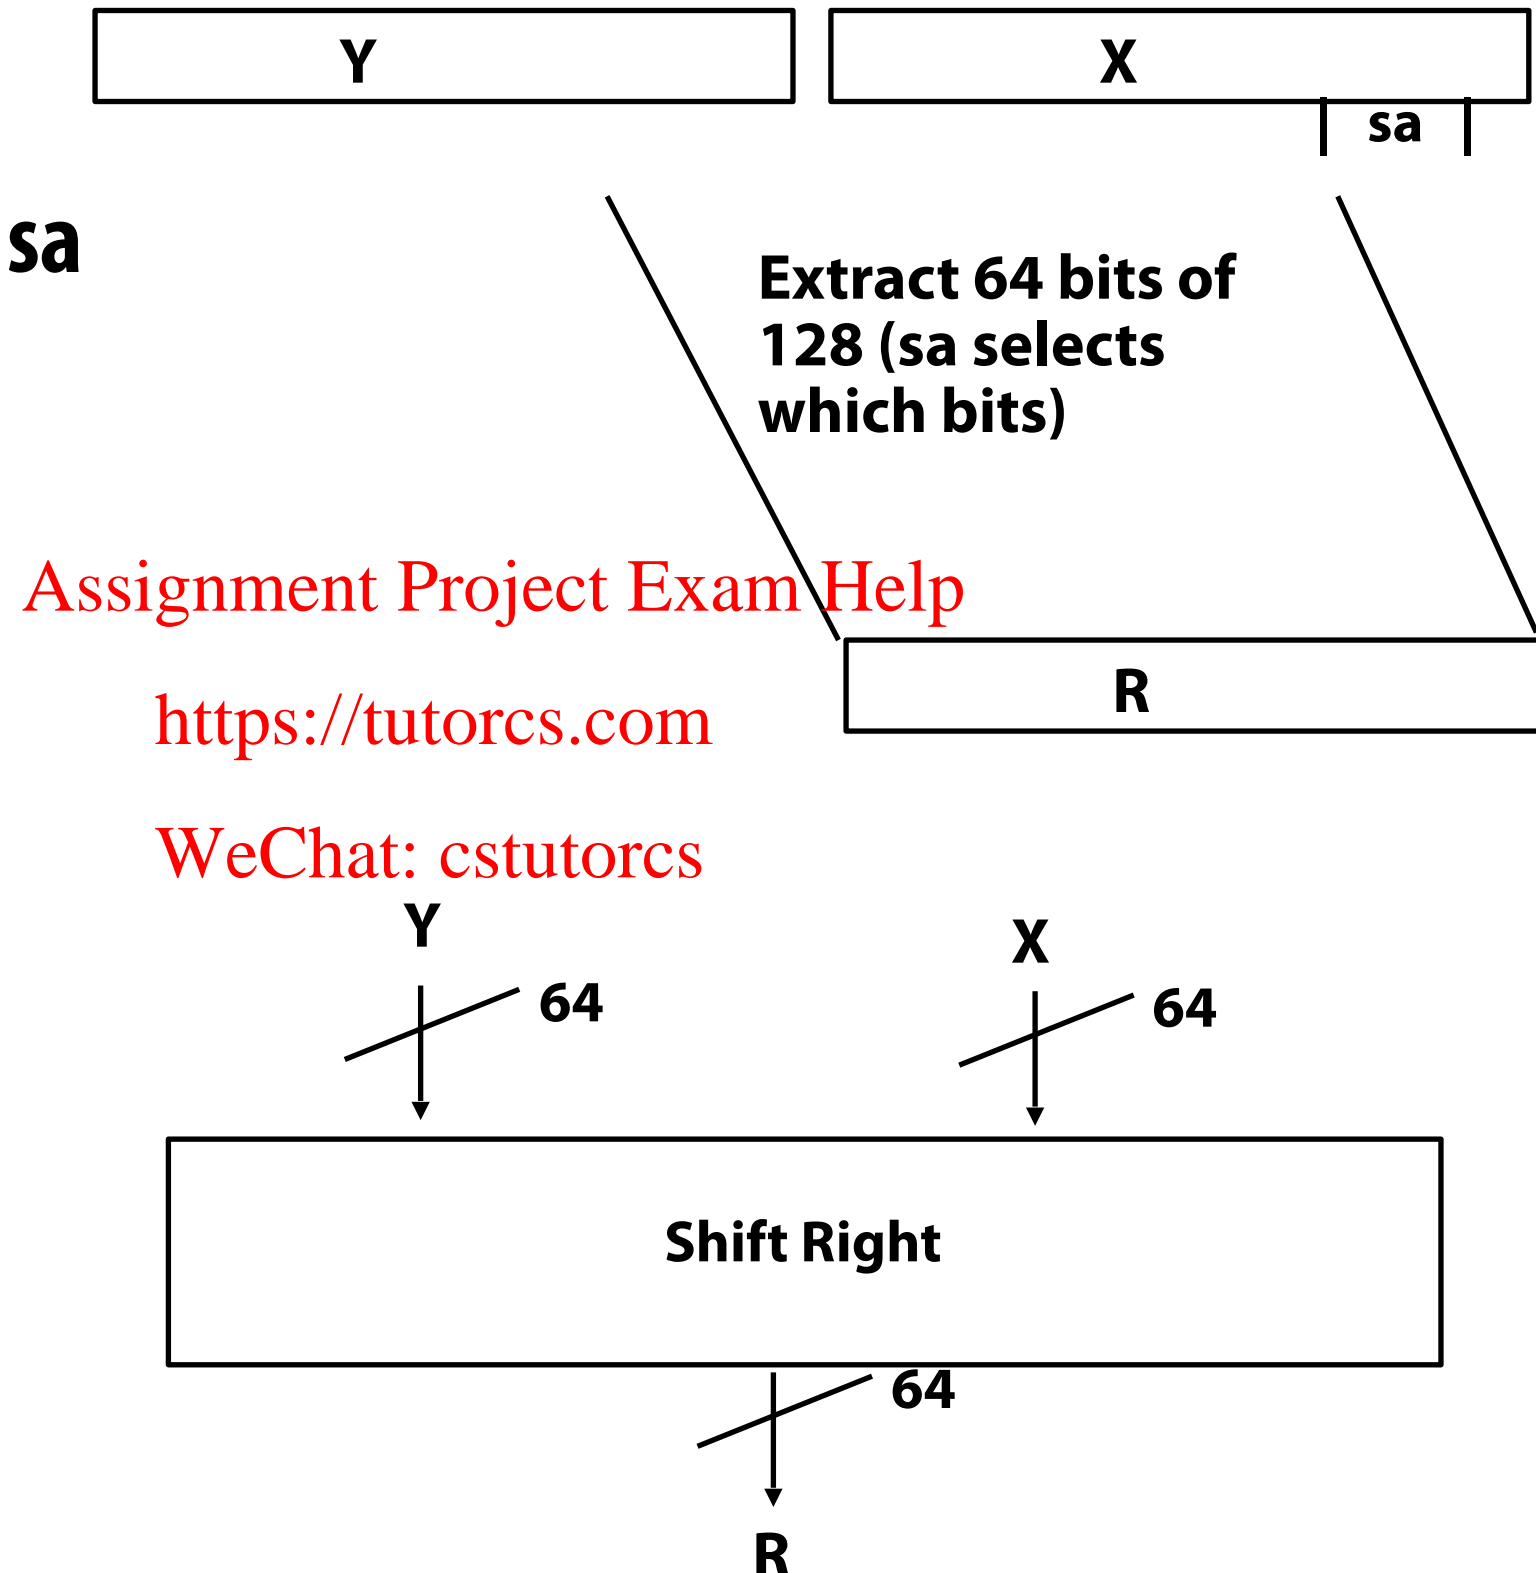 Y
X
sa
sa
Extract 64 bits of
128 (sa selects
which bits)
Assignment Project Exam Help
R
https://tutorcs.com
WeChat: cstutorcs
Y
X
64
64
Shift Right
64
R